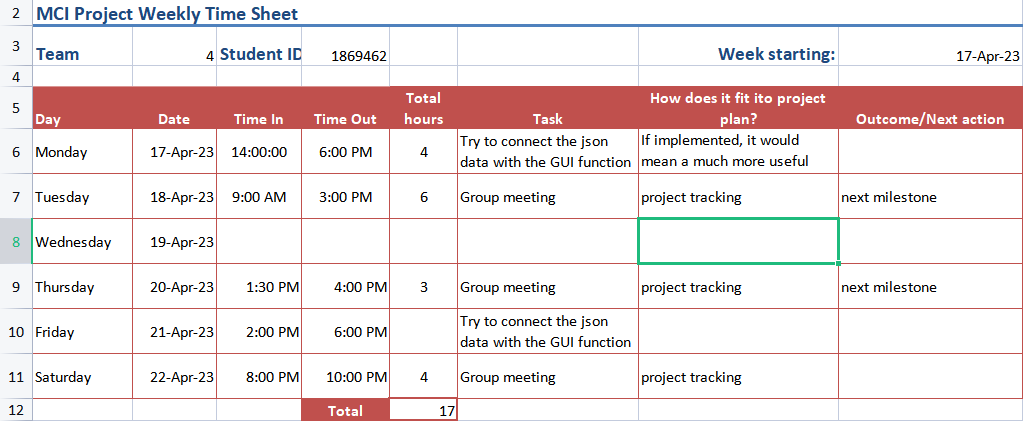 2 MCI Project Weekly Time Sheet
3 Team 4 Student ID 1869462 Week starting: 17-Apr-23
4
5 Day Date Time In Time Out Total hours Task How does it fit ito project plan? Outcome/Next action
6 Monday 17-Apr-23 14:00:00 6:00 PM 4 Try to connect the json data with the GUI function If implemented, it would mean a much more useful
7 Tuesday 18-Apr-23 9:00 AM 3:00 PM 6 Group meeting project tracking next milestone
8 Wednesday 19-Apr-23
9 Thursday 20-Apr-23 1:30 PM 4:00 PM 3 Group meeting project tracking next milestone
10 Friday 21-Apr-23 2:00 PM 6:00 PM Try to connect the json data with the GUI function
11 Saturday 22-Apr-23 8:00 PM 10:00 PM 4 Group meeting project tracking
12 Total 17